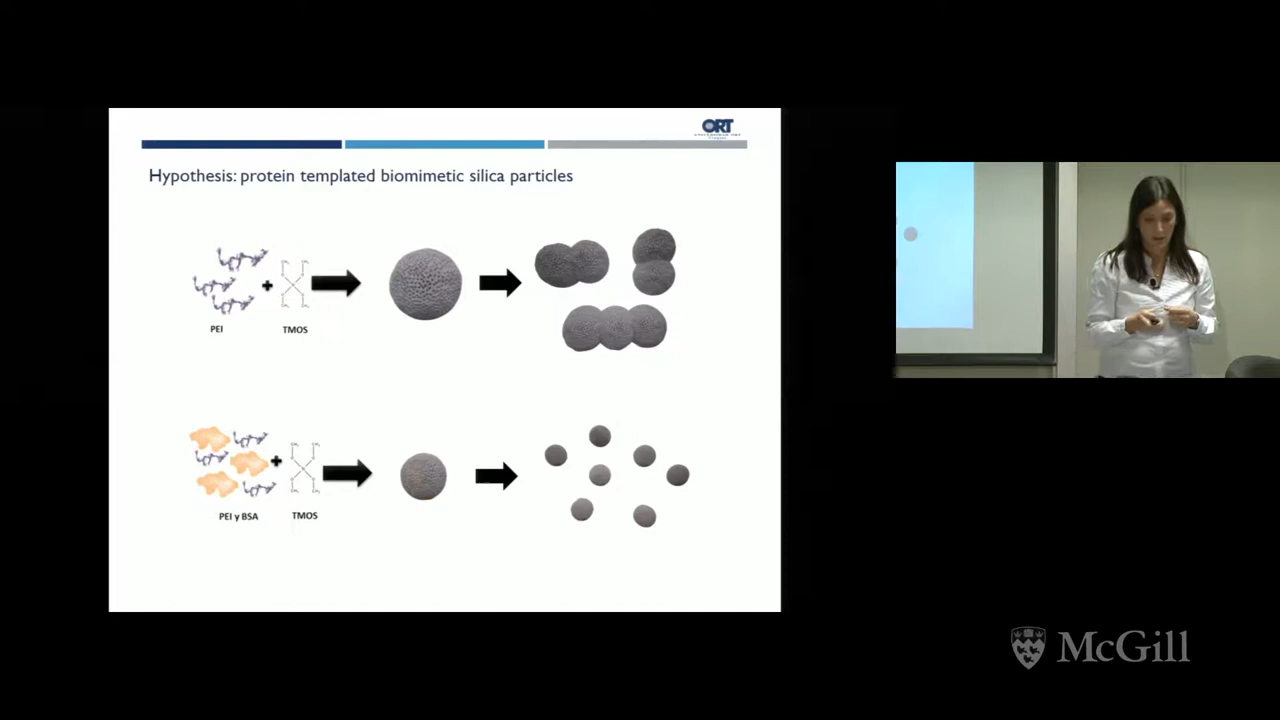 ORT
Hypothesis: protein templated biomimetic silica particles
PEI
TMOS
PEI y BSA
TMOS
McGill